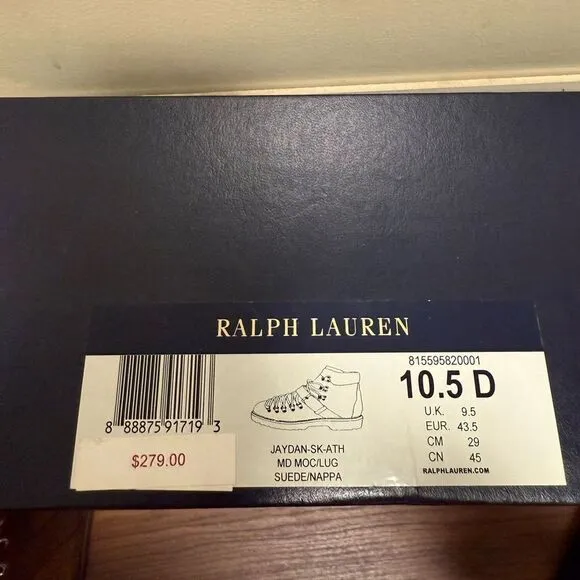 RALPH LAUREN
8 88875 91719 3
$279.00
JAYDAN-SK-ATH
MD MOC/LUG
SUEDE/NAPPA
815595820001
10.5 D
U.K. 9.5
EUR. 43.5
CM 29
CN 45
RALPHLAUREN.COM